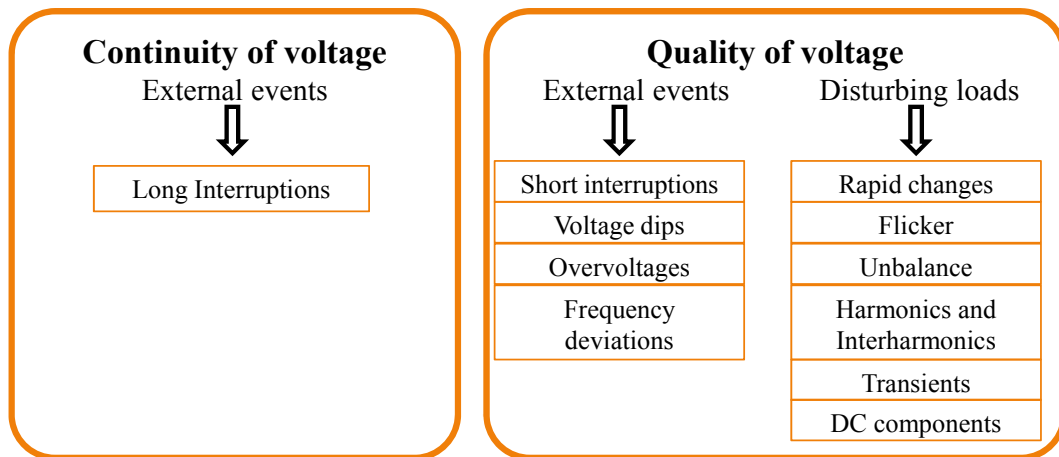 Continuity of voltage
External events
Long Interruptions
Quality of voltage
External events
Short interruptions
Voltage dips
Overvoltages
Frequency
deviations
Disturbing loads
Rapid changes
Flicker
Unbalance
Harmonics and
Interharmonics
Transients
DC components